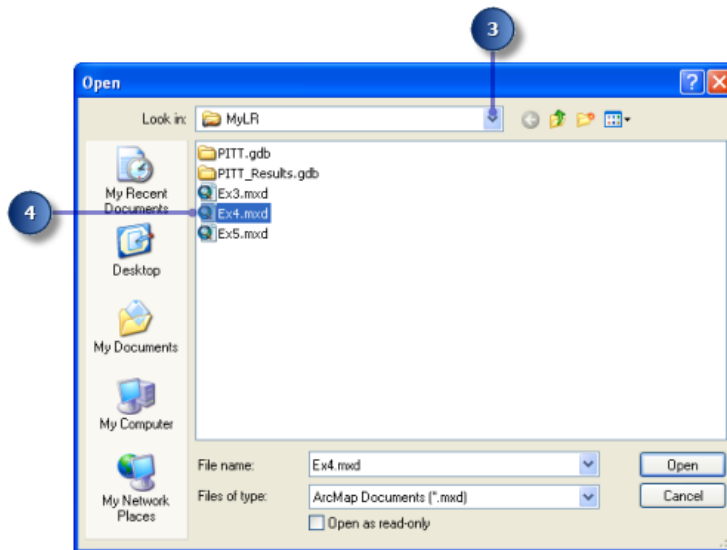 3
Open
Look in:
MyLR
PITT.gdb
PITT_Results.gdb
Ex3.mxd
4
Ex4.mxd
Ex5.mxd
My Recent
Documents
Desktop
My Documents
My Computer
My Network
Places
File name:
Ex4.mxd
Open
Files of type:
ArcMap Documents (*.mxd)
Cancel
Open as read-only